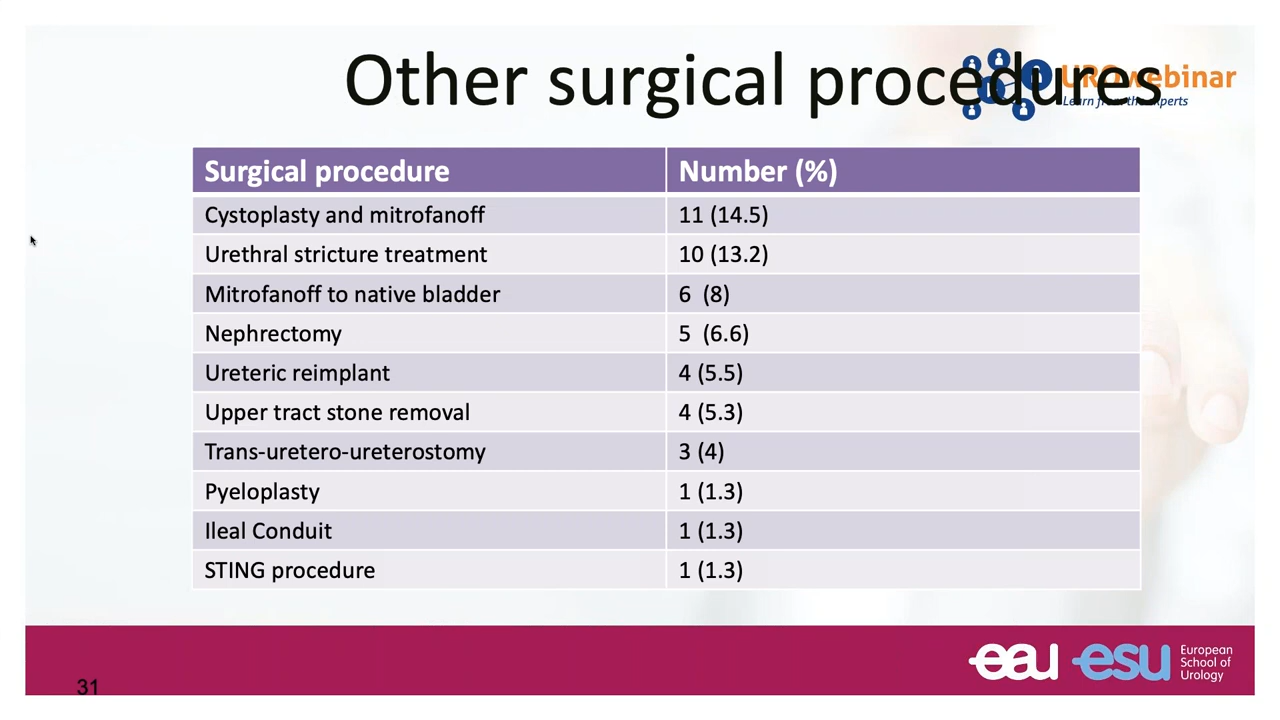 Other surgical procedures
UROwebinar
Learn from the experts
Surgical procedure Number (%)
Cystoplasty and mitrofanoff 11 (14.5)
Urethral stricture treatment 10 (13.2)
Mitrofanoff to native bladder 6 (8)
Nephrectomy 5 (6.6)
Ureteric reimplant 4 (5.5)
Upper tract stone removal 4 (5.3)
Trans-uretero-ureterostomy 3 (4)
Pyeloplasty 1 (1.3)
Ileal Conduit 1 (1.3)
STING procedure 1 (1.3)
eau esu European
School of
Urology
31